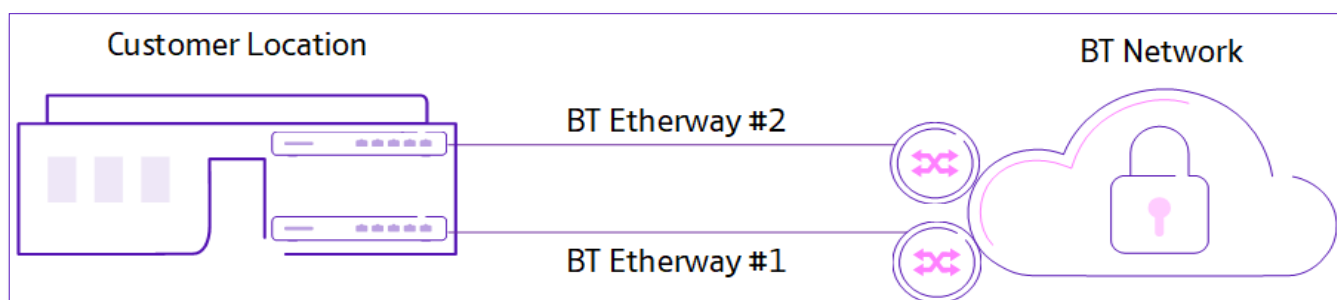 Customer Location
BT Network
BT Etherway #2
BT Etherway #1